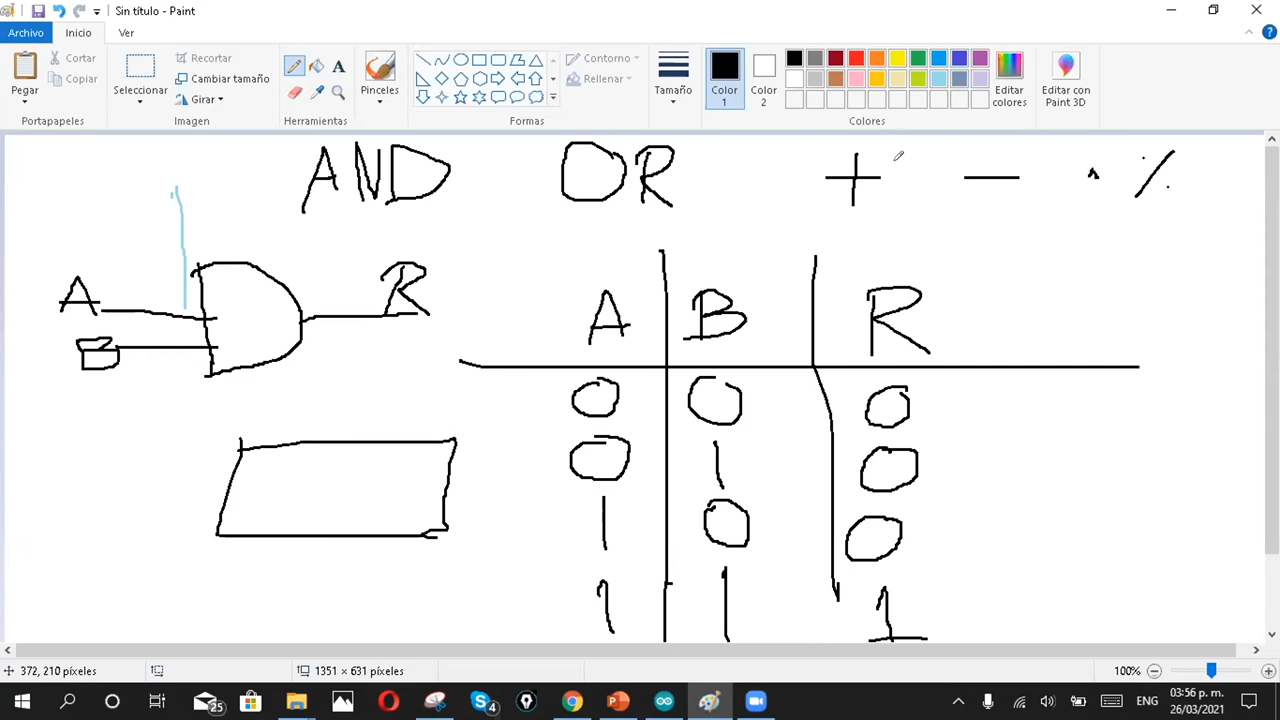 Sin título - Paint
Archivo Inicio Ver
Pegar
Cortar
Copiar
Portapapeles
Seleccionar
Recortar
Cambiar tamaño
Girar
Imagen
A
Herramientas
Pinceles
Contorno
Rellenar
Formas
Tamaño
Color 1
Color 2
Editar colores
Editar con Paint 3D
Colores
AND OR + − · ⁒
A
B
R
A B R
0 0 0
0 1 0
1 0 0
1 1 1
372, 210 píxeles
1351 × 631 píxeles
100%
25
4
ENG
03:56 p. m.
26/03/2021